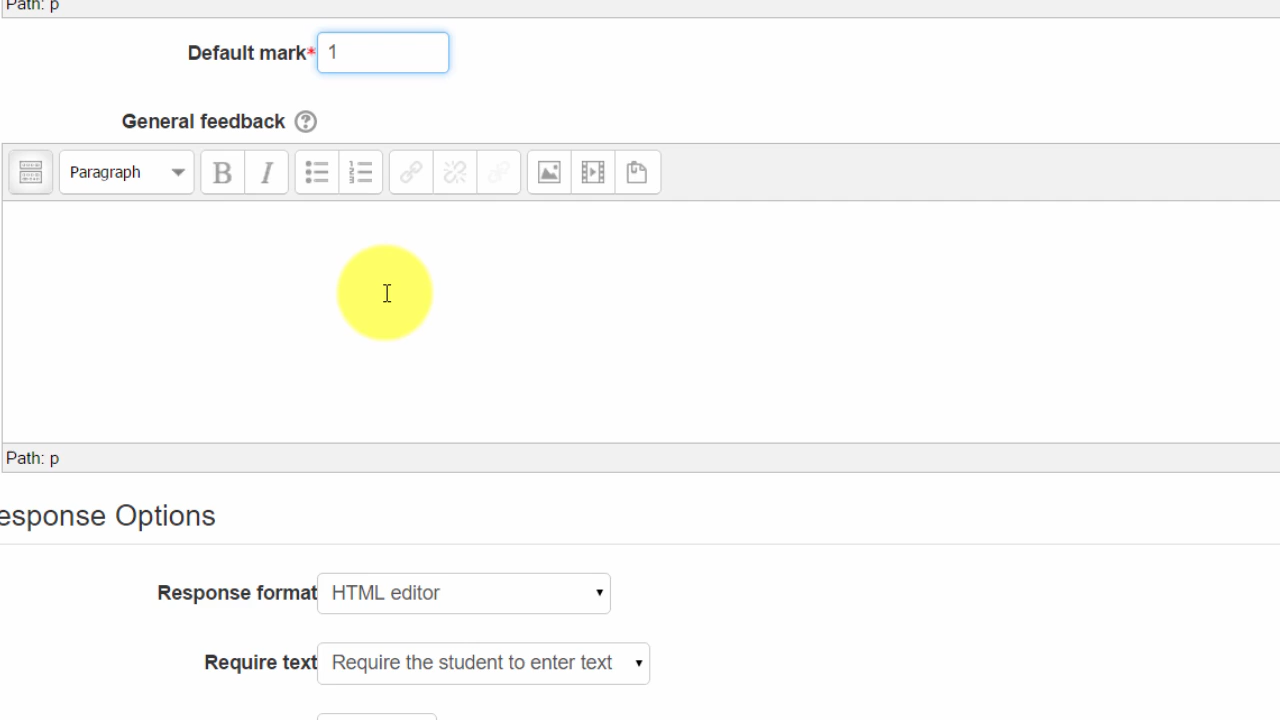 Path: p
Default mark* 1
General feedback ?
Paragraph
B I
Path: p
esponse Options
Response format HTML editor
Require text Require the student to enter text